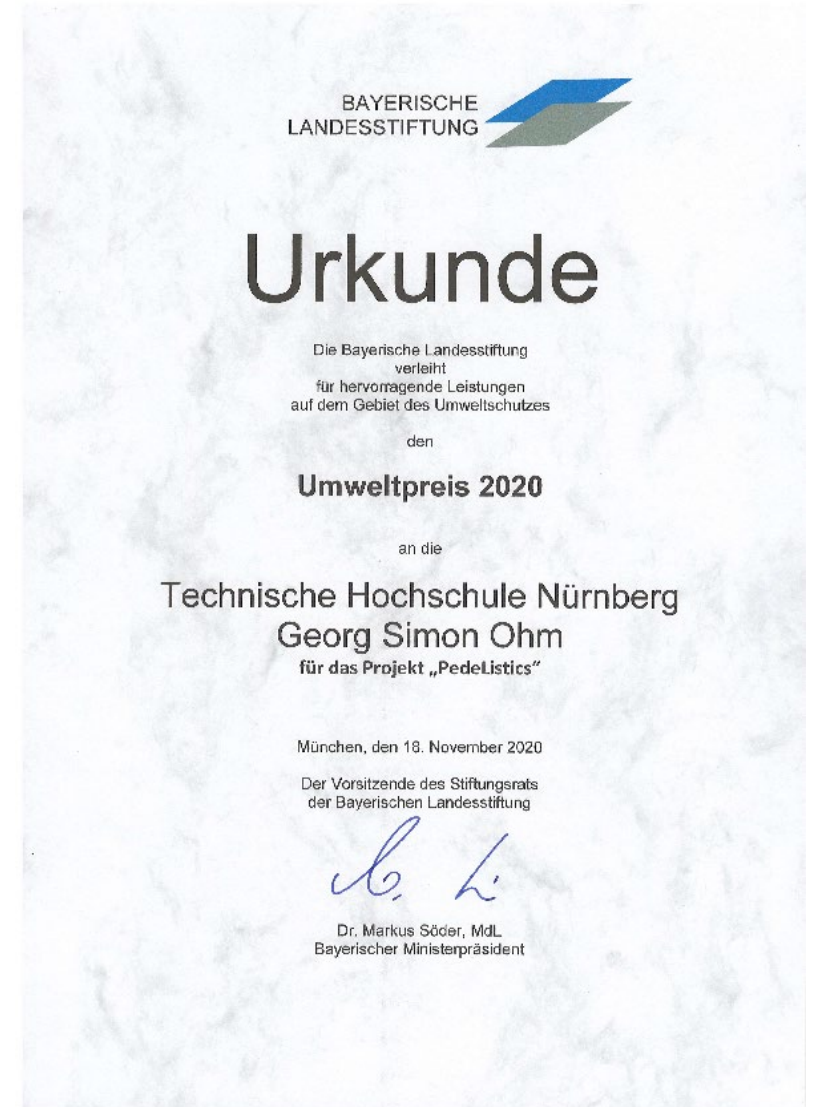 BAYERISCHE
LANDESSTIFTUNG
Urkunde
Die Bayerische Landesstiftung
verleiht
für hervorragende Leistungen
auf dem Gebiet des Umweltschutzes
den
Umweltpreis 2020
an die
Technische Hochschule Nürnberg
Georg Simon Ohm
für das Projekt „PedeListics“
München, den 18. November 2020
Der Vorsitzende des Stiftungsrats
der Bayerischen Landesstiftung
Dr. Markus Söder, MdL
Bayerischer Ministerpräsident